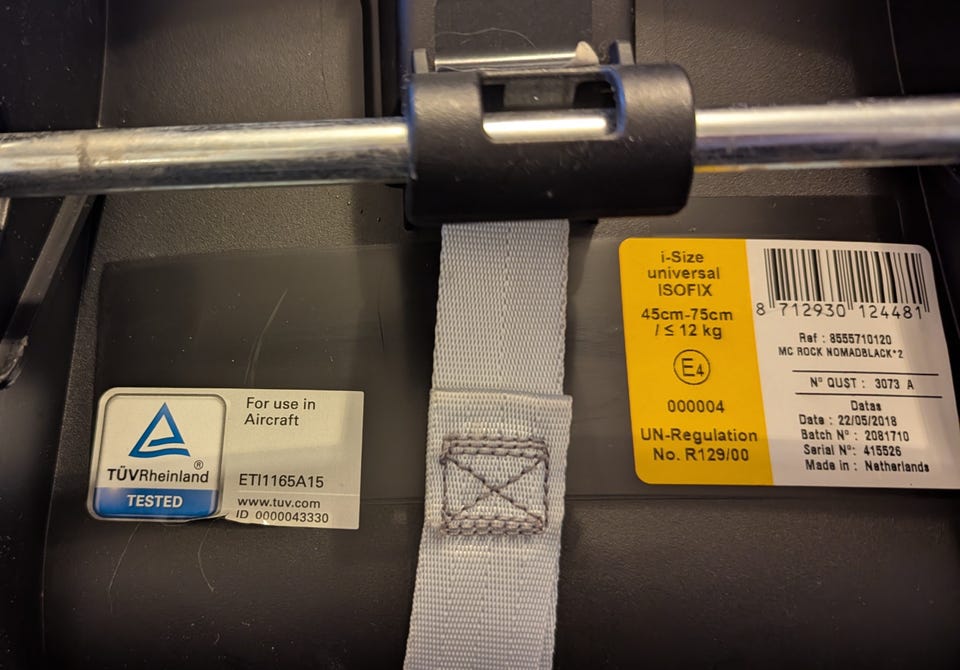 For use in
Aircraft
TÜVRheinland®
TESTED
ETI1165A15
www.tuv.com
ID 0000043330
i-Size
universal
ISOFIX
45cm-75cm
/ ≤ 12 kg
E4
000004
UN-Regulation
No. R129/00
8 712930 124481
Ref : 8555710120
MC ROCK NOMADBLACK*2
N° QUST : 3073 A
Datas
Date : 22/05/2018
Batch N° : 2081710
Serial N°: 415526
Made in : Netherlands